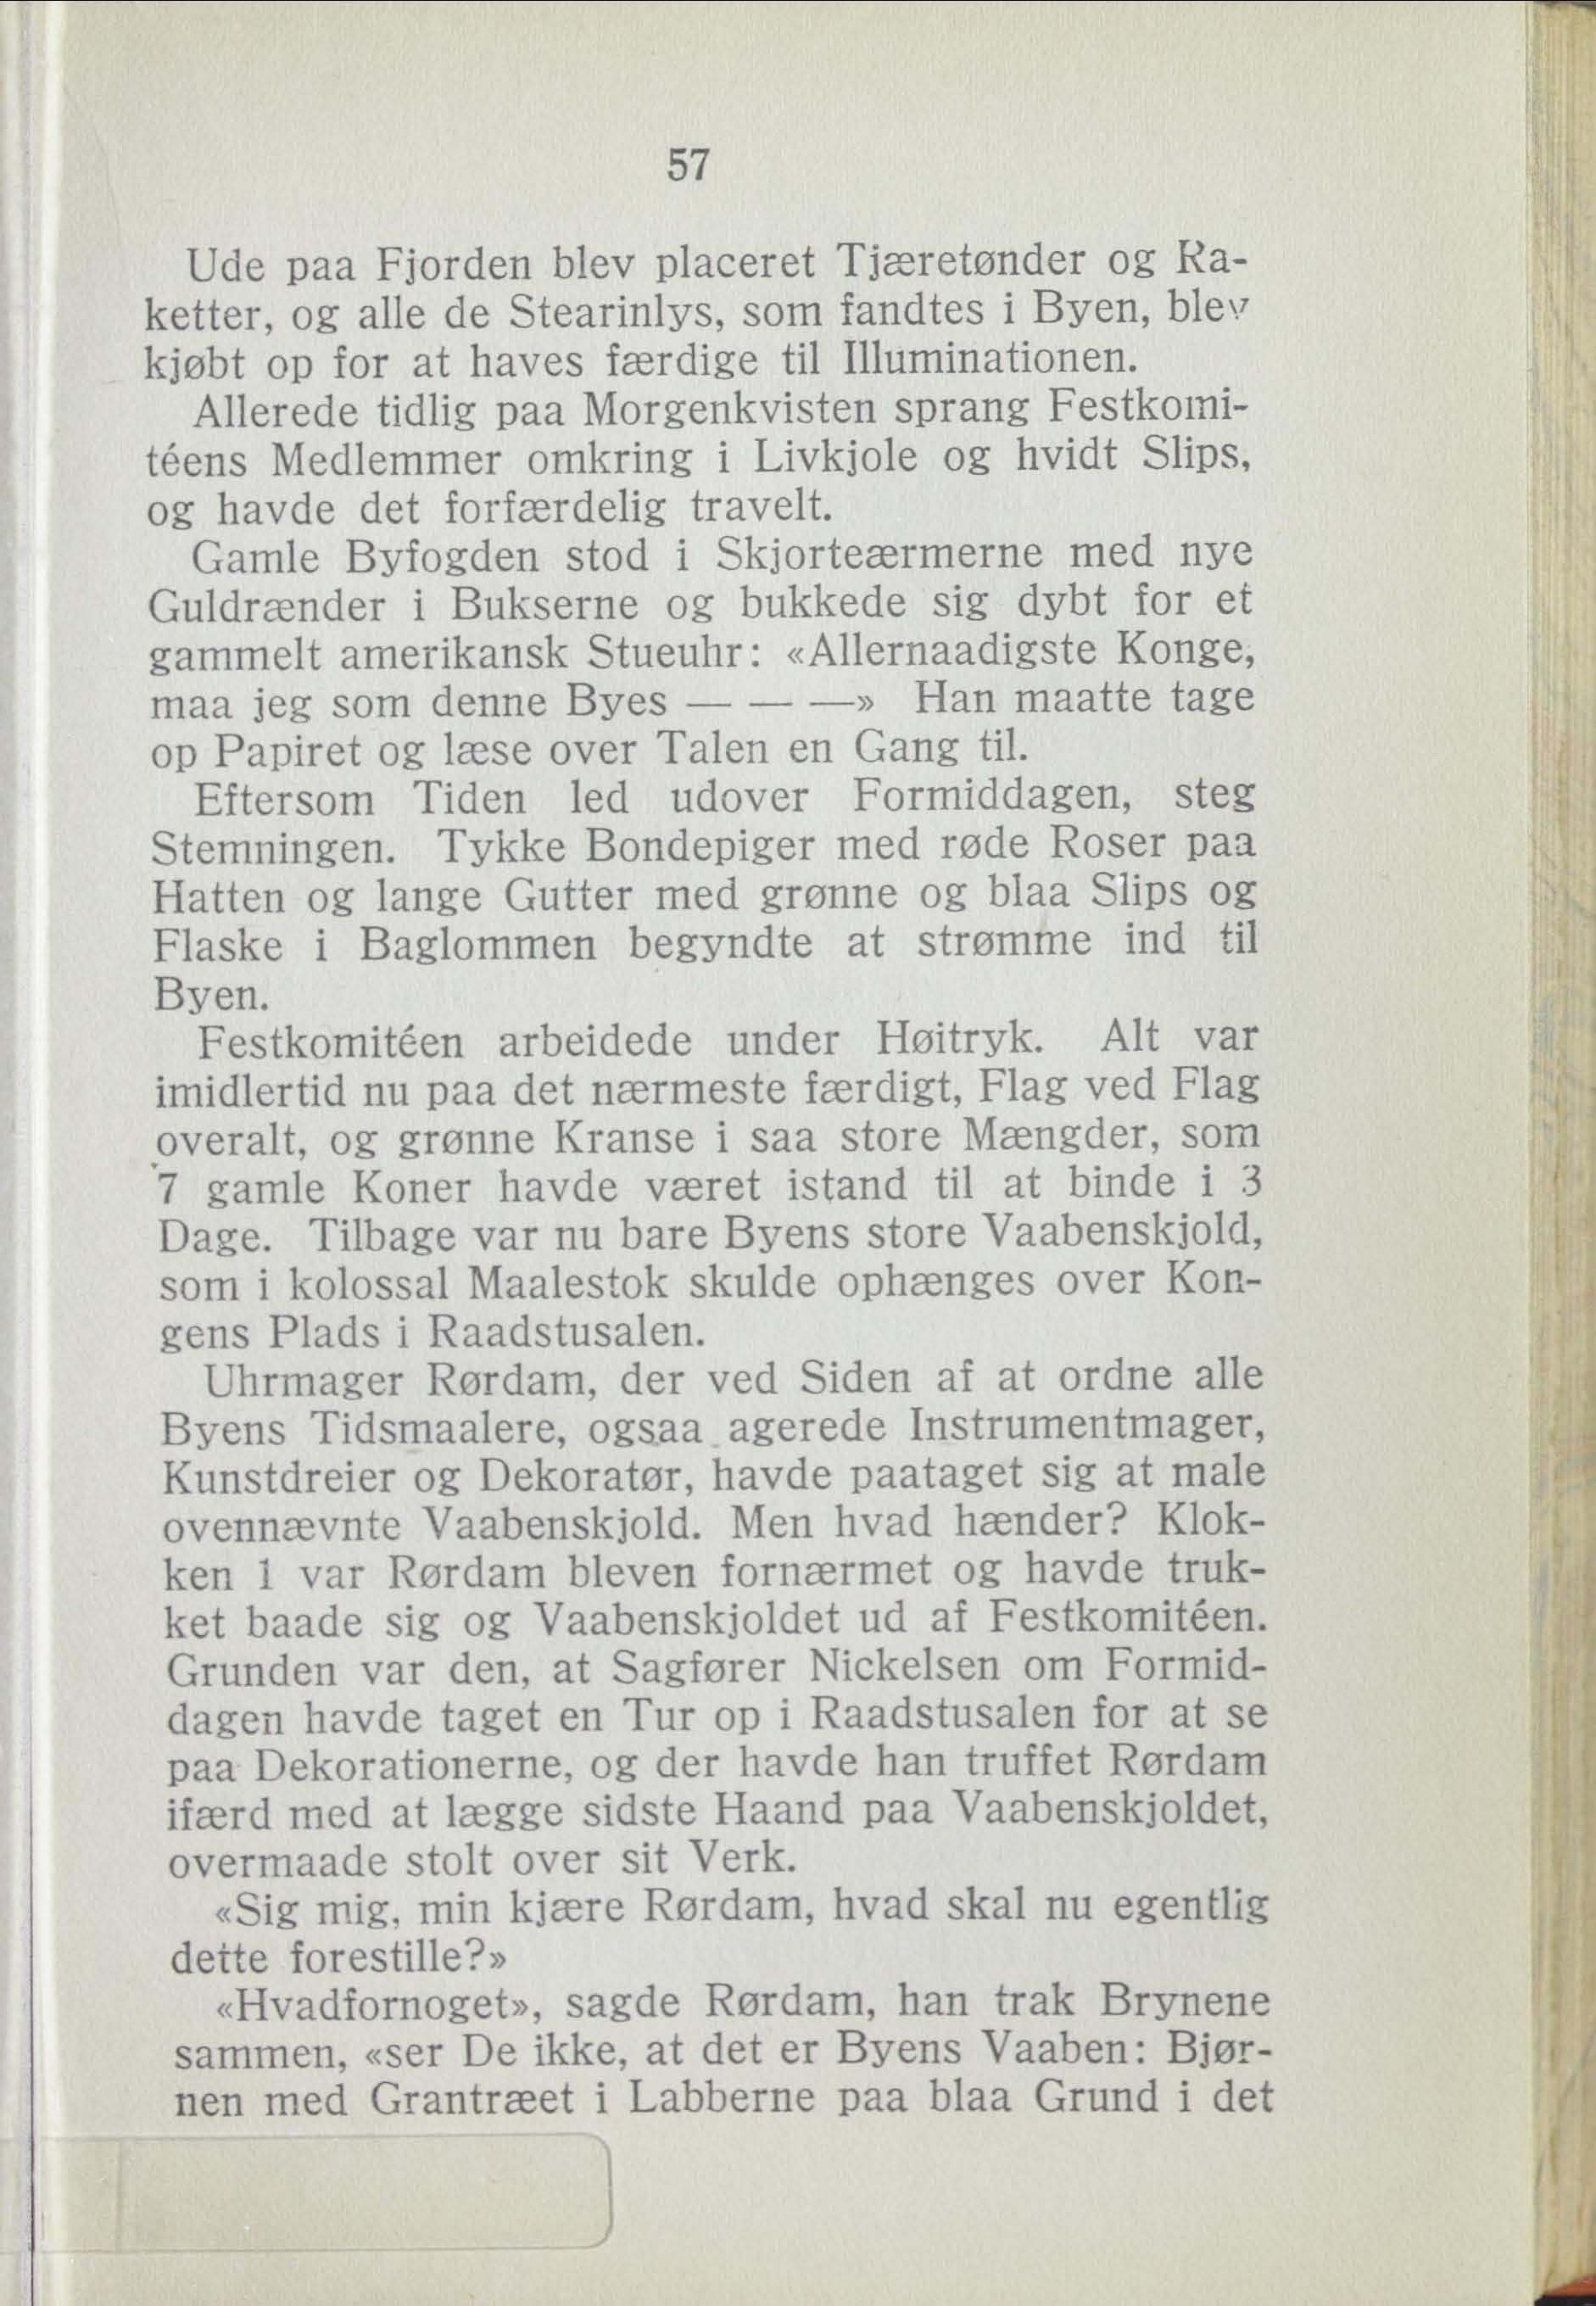 57
Ude paa Fjorden blev placeret Tjæretønder og Ra-
ketter, og alle de Stearinlys, som fandtes i Byen, blev
kjøbt op for at haves færdige til Illuminationen.
Allerede tidlig paa Morgenkvisten sprang Festkomi-
téens Medlemmer omkring i Livkjole og hvidt Slips,
og havde det forfærdelig travelt.
Gamle Byfogden stod i Skjorteærmerne med nye
Guldrænder i Bukserne og bukkede sig dybt for et
gammelt amerikansk Stueuhr: «Allernaadigste Konge,
maa jeg som denne Byes — — —» Han maatte tage
op Papiret og læse over Talen en Gang til.
Eftersom Tiden led udover Formiddagen, steg
Stemningen. Tykke Bondepiger med røde Roser paa
Hatten og lange Gutter med grønne og blaa Slips og
Flaske i Baglommen begyndte at strømme ind til
Byen.
Festkomitéen arbeidede under Høitryk. Alt var
imidlertid nu paa det nærmeste færdigt, Flag ved Flag
overalt, og grønne Kranse i saa store Mængder, som
7 gamle Koner havde været istand til at binde i 3
Dage. Tilbage var nu bare Byens store Vaabenskjold,
som i kolossal Maalestok skulde ophænges over Kon-
gens Plads i Raadstusalen.
Uhrmager Rørdam, der ved Siden af at ordne alle
Byens Tidsmaalere, ogsaa agerede Instrumentmager,
Kunstdreier og Dekoratør, havde paataget sig at male
ovennævnte Vaabenskjold. Men hvad hænder? Klok-
ken 1 var Rørdam bleven fornærmet og havde truk-
ket baade sig og Vaabenskjoldet ud af Festkomitéen.
Grunden var den, at Sagfører Nickelsen om Formid-
dagen havde taget en Tur op i Raadstusalen for at se
paa Dekorationerne, og der havde han truffet Rørdam
ifærd med at lægge sidste Haand paa Vaabenskjoldet,
overmaade stolt over sit Verk.
«Sig mig, min kjære Rørdam, hvad skal nu egentlig
dette forestille?»
«Hvadfornoget», sagde Rørdam, han trak Brynene
sammen, «ser De ikke, at det er Byens Vaaben: Bjør-
nen med Grantræet i Labberne paa blaa Grund i det